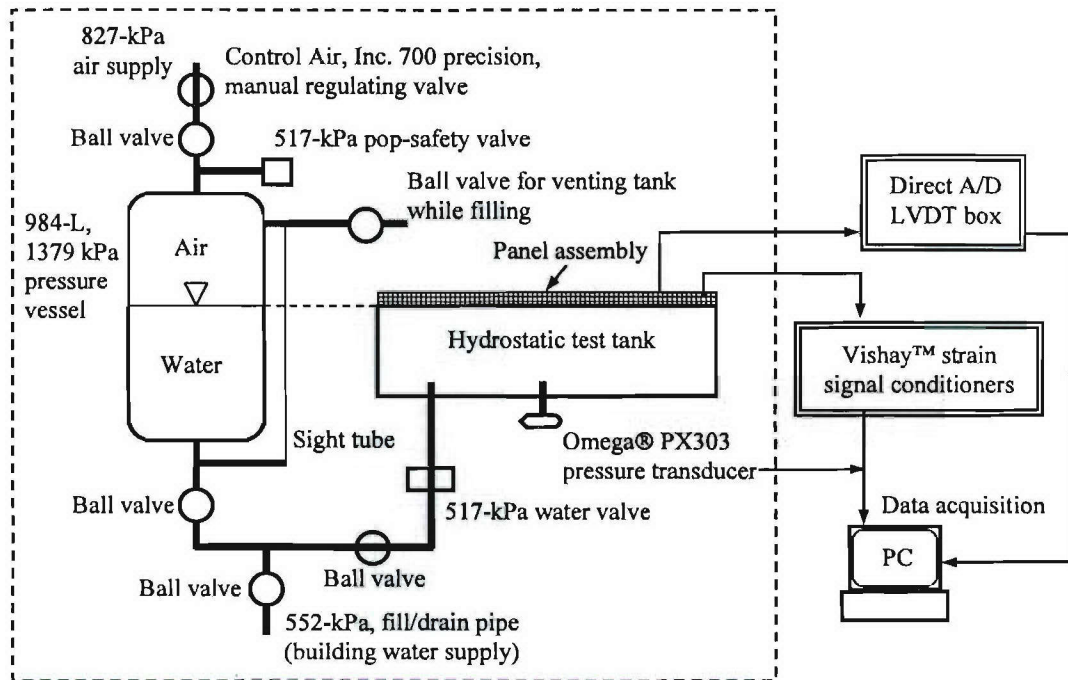 827-kPa
air supply
Control Air, Inc. 700 precision,
manual regulating valve
Ball valve
517-kPa pop-safety valve
Ball valve for venting tank
while filling
984-L,
1379 kPa
pressure
vessel
Air
Water
Panel assembly
Hydrostatic test tank
Direct A/D
LVDT box
Vishay™ strain
signal conditioners
Sight tube
Omega® PX303
pressure transducer
Ball valve
517-kPa water valve
Data acquisition
PC
Ball valve
Ball valve
552-kPa, fill/drain pipe
(building water supply)